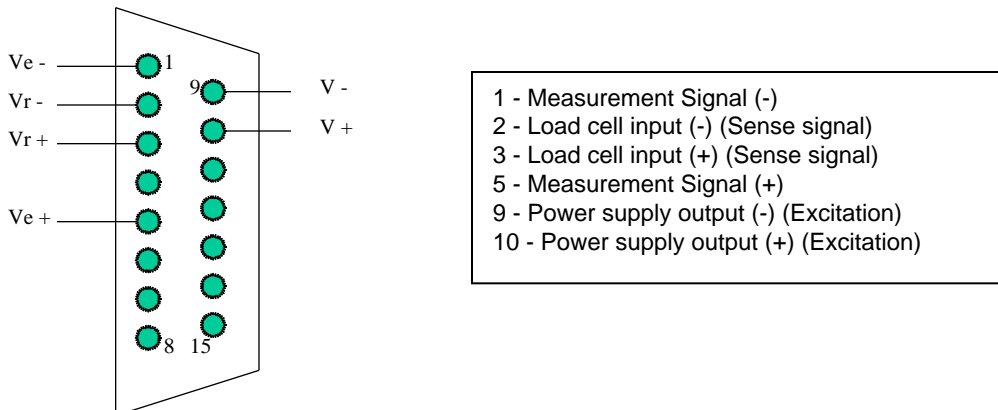 Ve -
1
9
V -
Vr -
V +
Vr +
Ve +
8
15
1 - Measurement Signal (-)
2 - Load cell input (-) (Sense signal)
3 - Load cell input (+) (Sense signal)
5 - Measurement Signal (+)
9 - Power supply output (-) (Excitation)
10 - Power supply output (+) (Excitation)